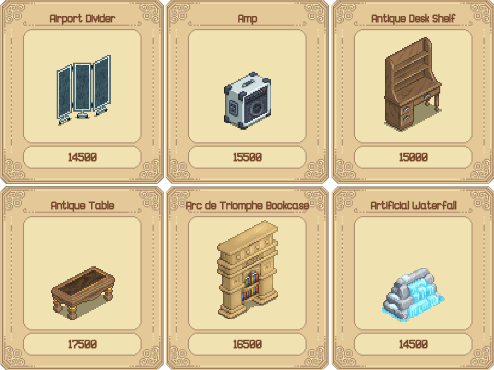 Airport Divider
14500
Amp
15500
Antique Desk Shelf
15000
Antique Table
17500
Arc de Triomphe Bookcase
16500
Artificial Waterfall
14500